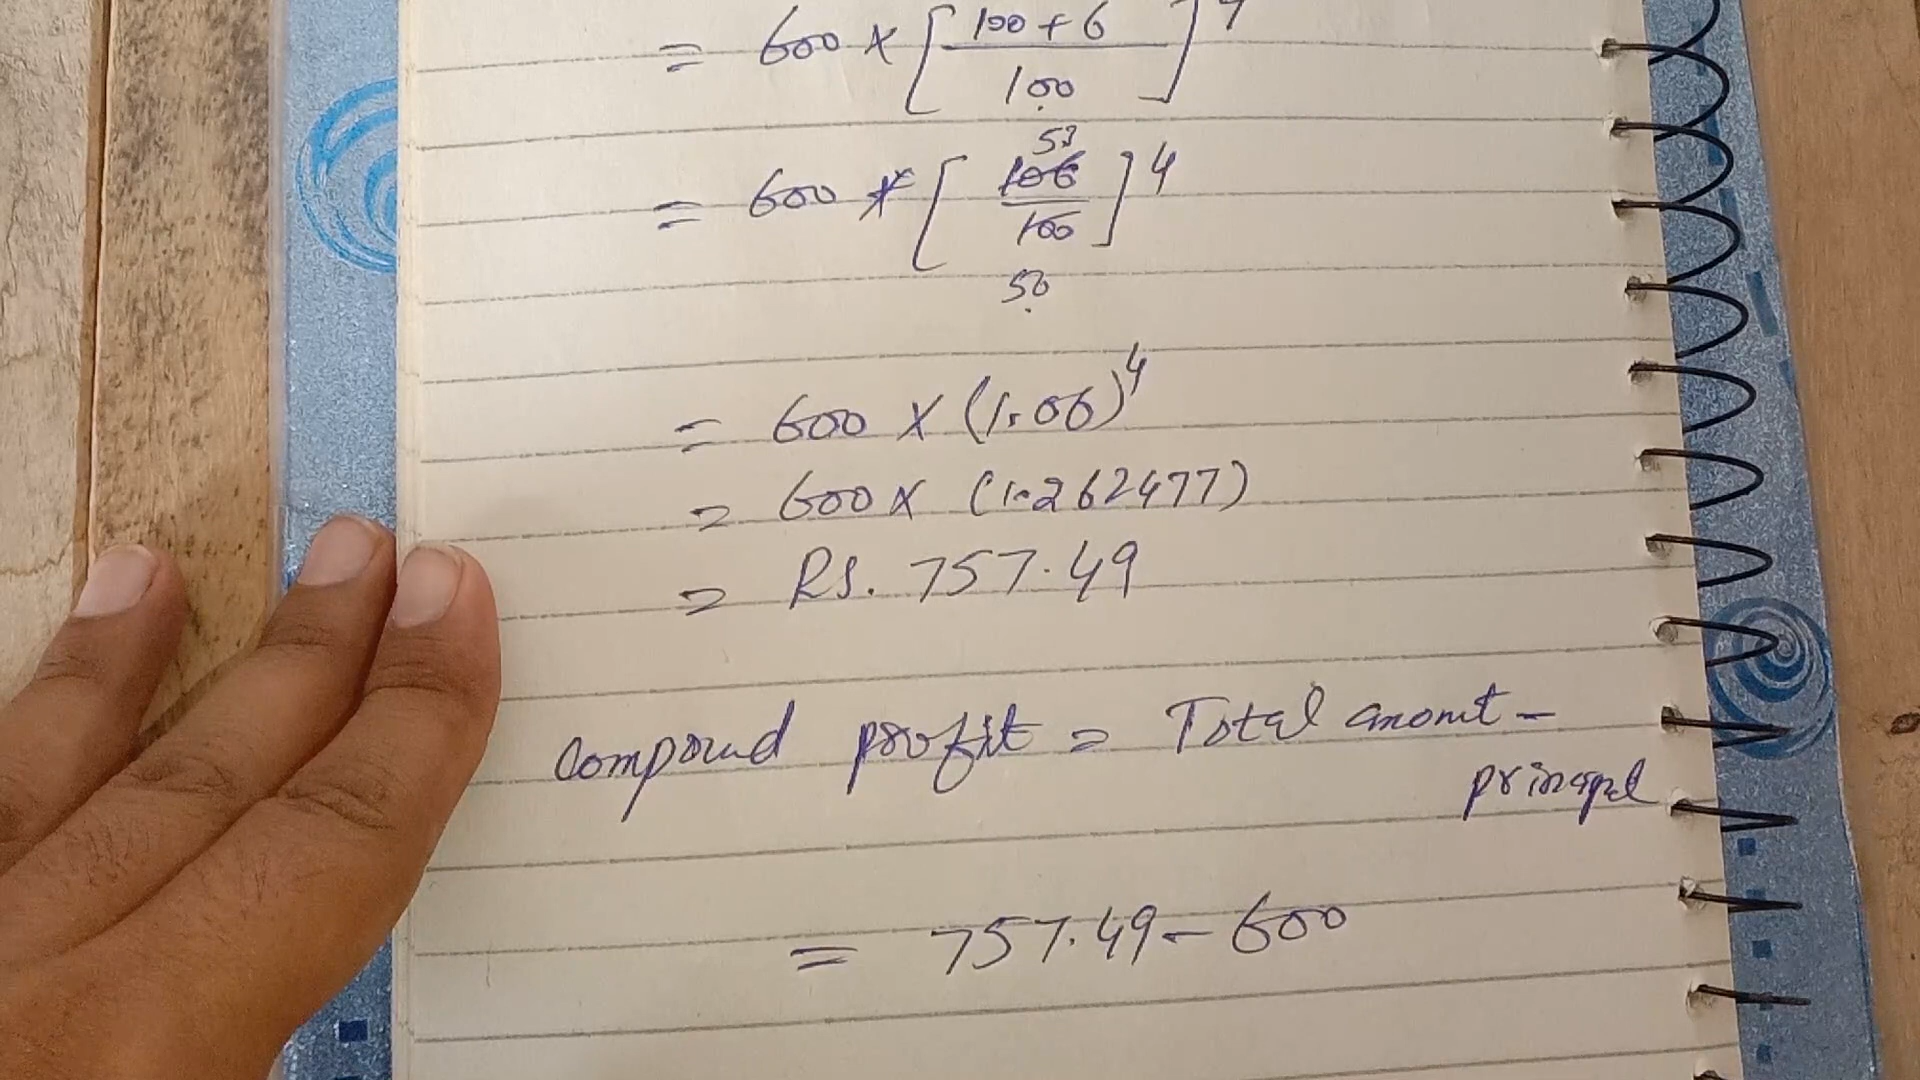 = 600 × [ 100 + 6 / 100 ]4
53
= 600 × [ 106 / 100 ]4
50
= 600 × (1.06)4
= 600 × (1.262477)
= RS. 757.49
compound profit = Total amount -
principal
= 757.49 - 600